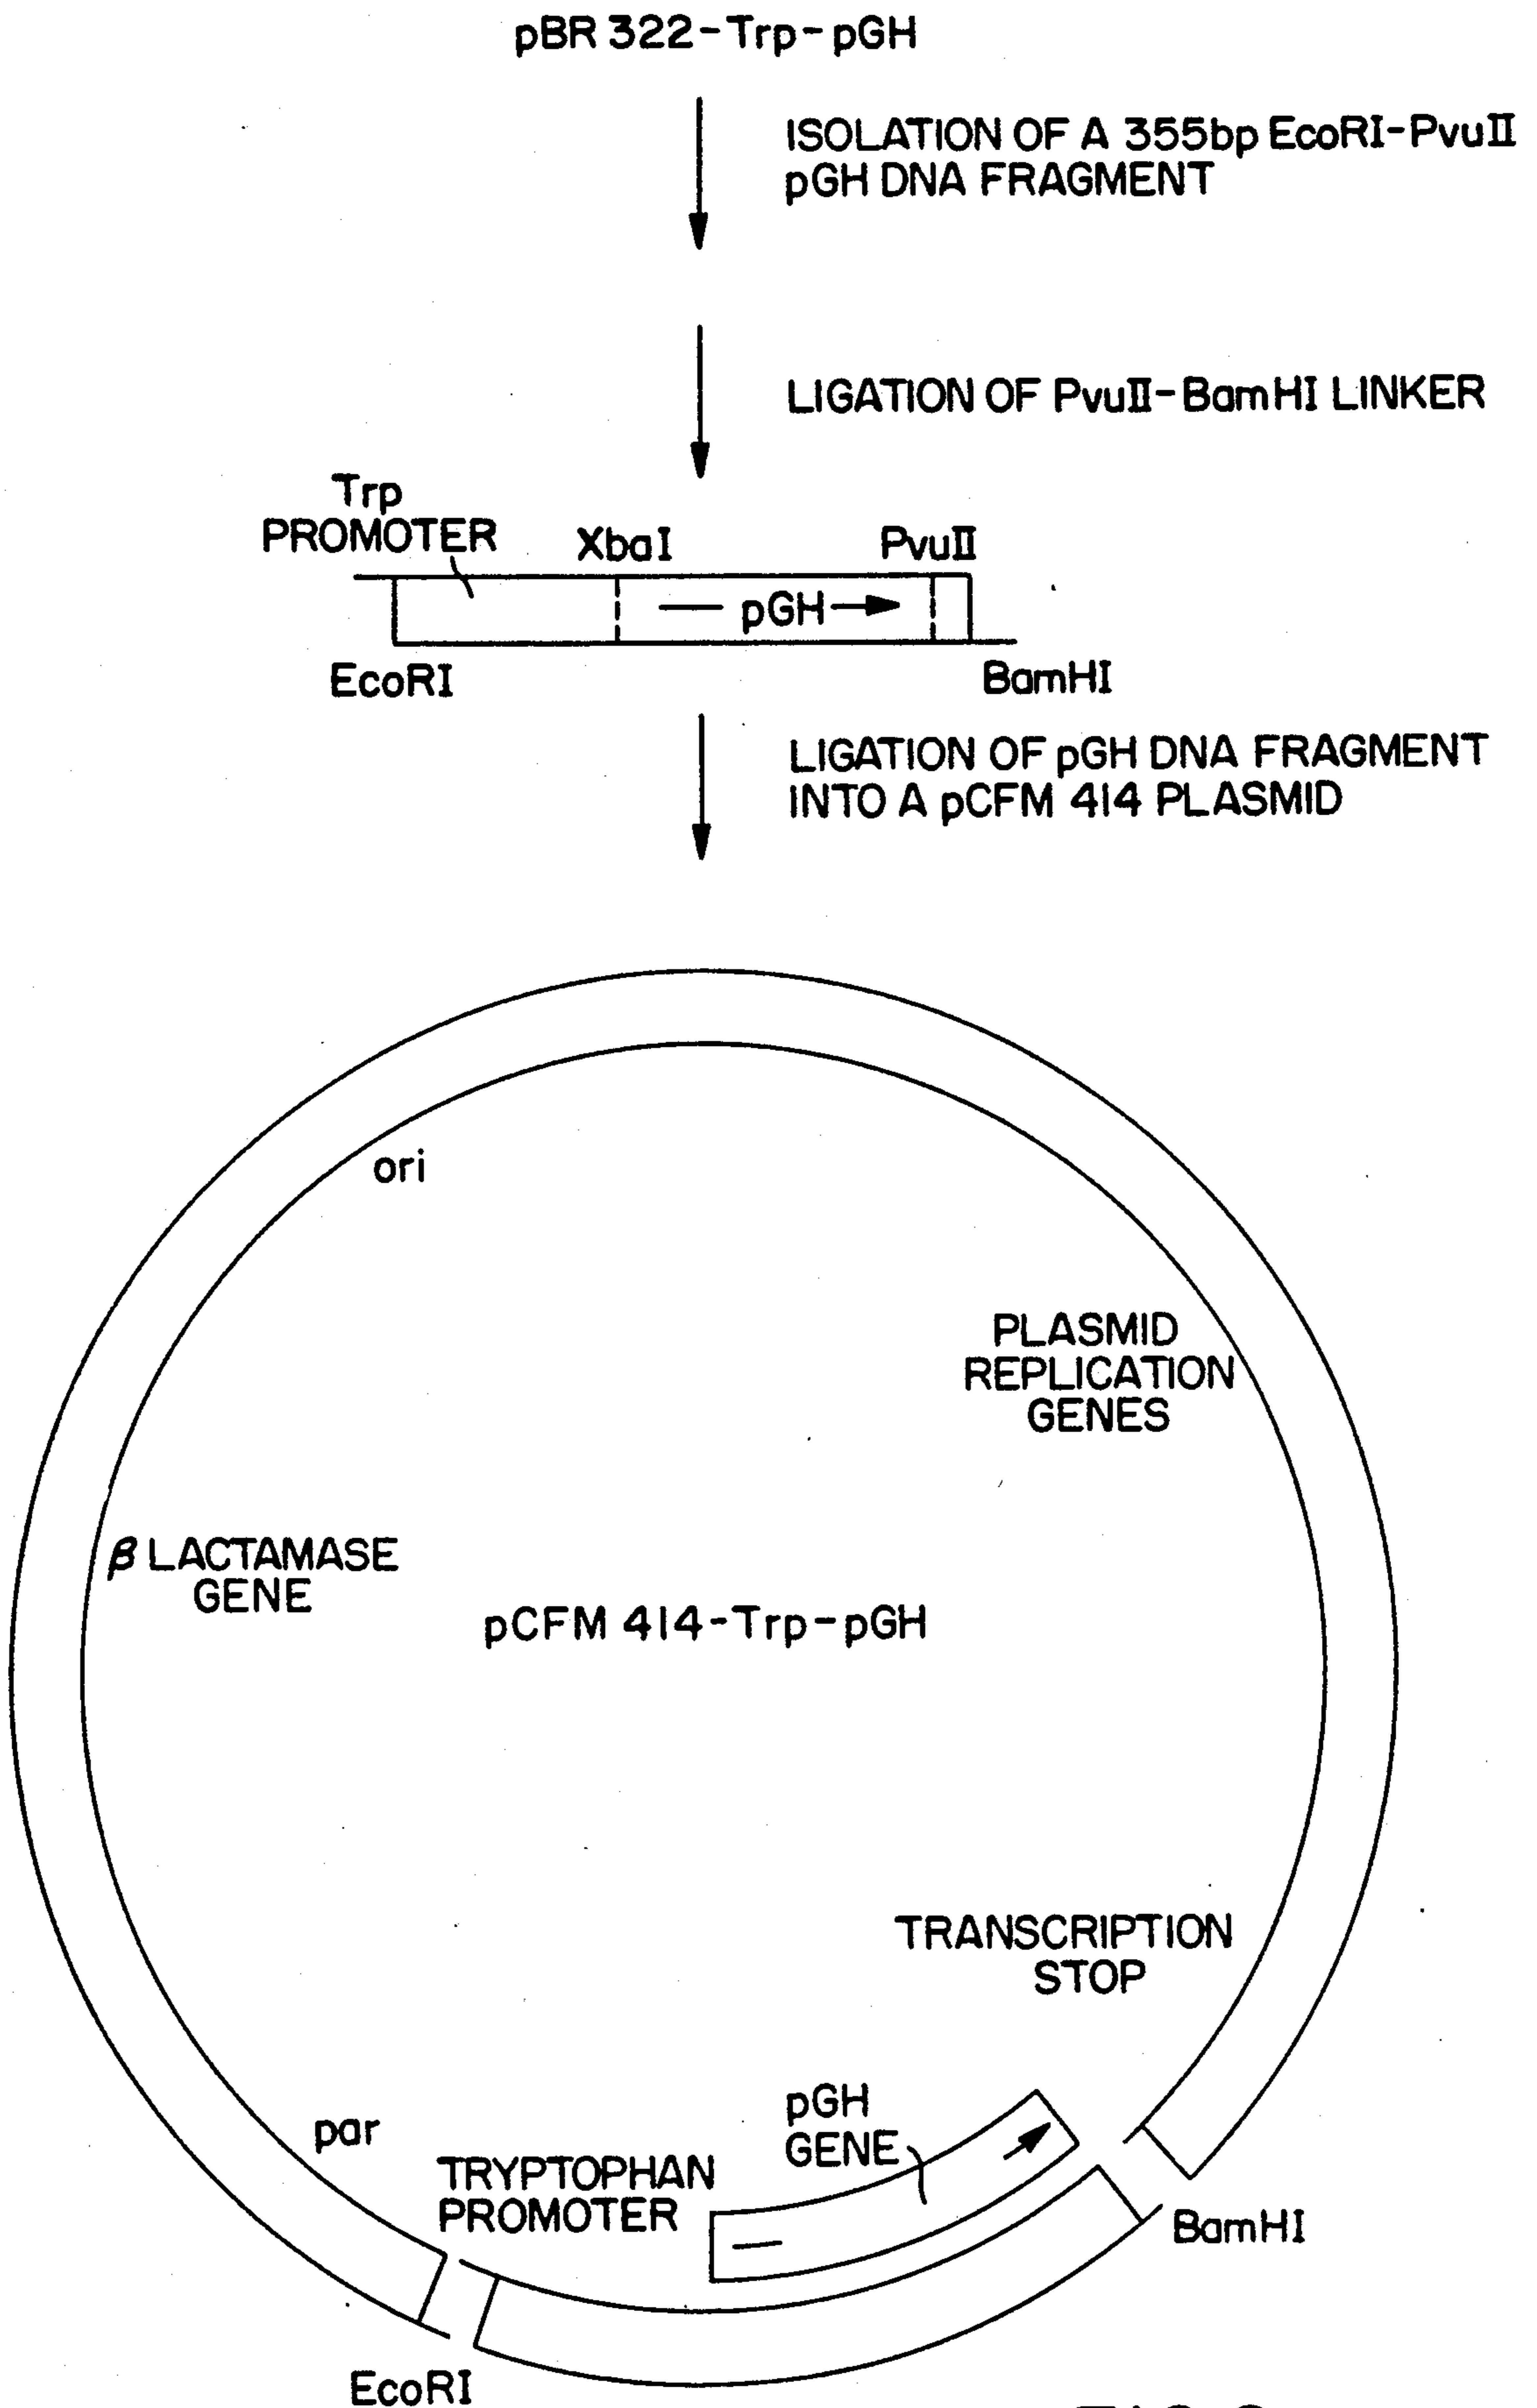 pBR 322-Trp-pGH
ISOLATION OF A 355bp EcoRI-PvuII
pGH DNA FRAGMENT
LIGATION OF PvuII-BamHI LINKER
Trp
PROMOTER
XbaI
PvuII
pGH
EcoRI
BamHI
LIGATION OF pGH DNA FRAGMENT
INTO A pCFM 414 PLASMID
ori
PLASMID
REPLICATION
GENES
β LACTAMASE
GENE
pCFM 414-Trp-pGH
TRANSCRIPTION
STOP
pGH
GENE
par
TRYPTOPHAN
PROMOTER
BamHI
EcoRI